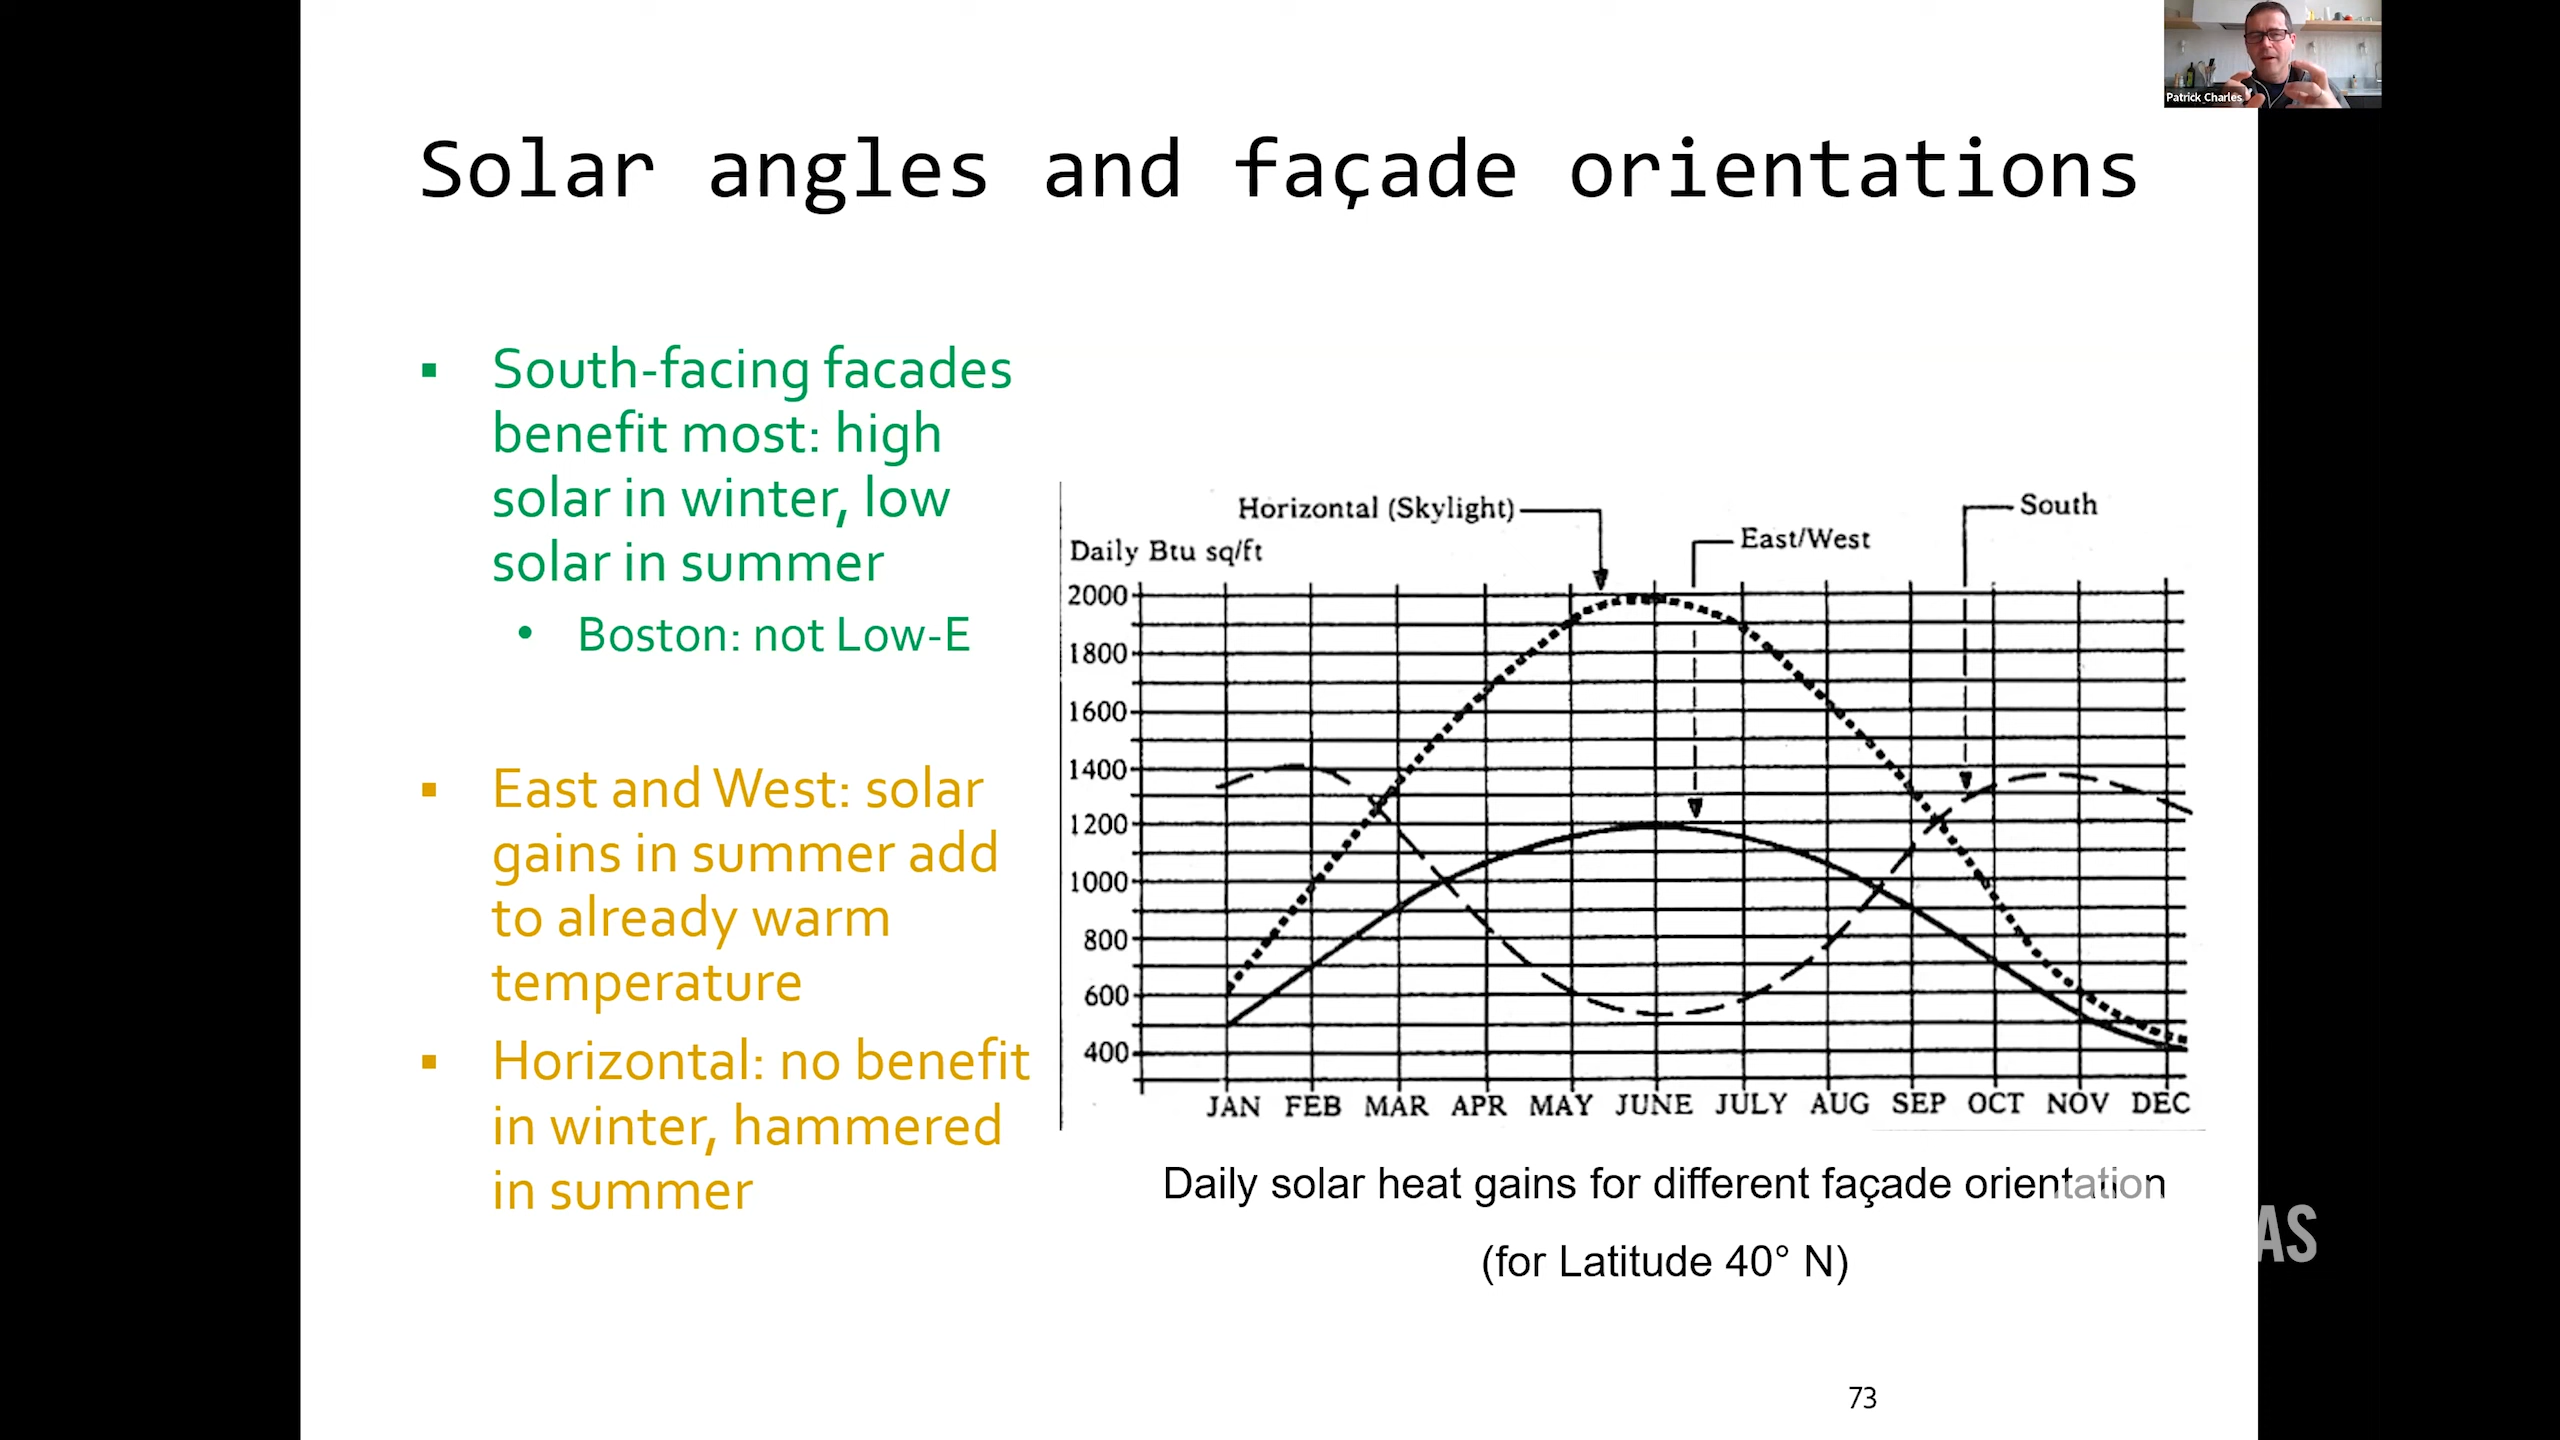 Patrick Charles
Solar angles and façade orientations
South-facing facades
benefit most: high
solar in winter, low
solar in summer
Boston: not Low-E
East and West: solar
gains in summer add
to already warm
temperature
Horizontal: no benefit
in winter, hammered
in summer
Horizontal (Skylight)
South
East/West
Daily Btu sq/ft
2000
1800
1600
1400
1200
1000
800
600
400
JAN FEB MAR APR MAY JUNE JULY AUG SEP OCT NOV DEC
Daily solar heat gains for different façade orientation
(for Latitude 40° N)
AS
73